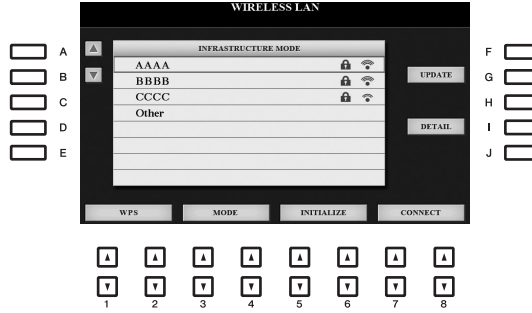 WIRELESS LAN
A
F
INFRASTRUCTURE MODE
AAAA
B
BBBB
UPDATE
G
C
CCCC
H
D
Other
DETAIL
I
E
J
WPS
MODE
INITIALIZE
CONNECT
1 2 3 4 5 6 7 8